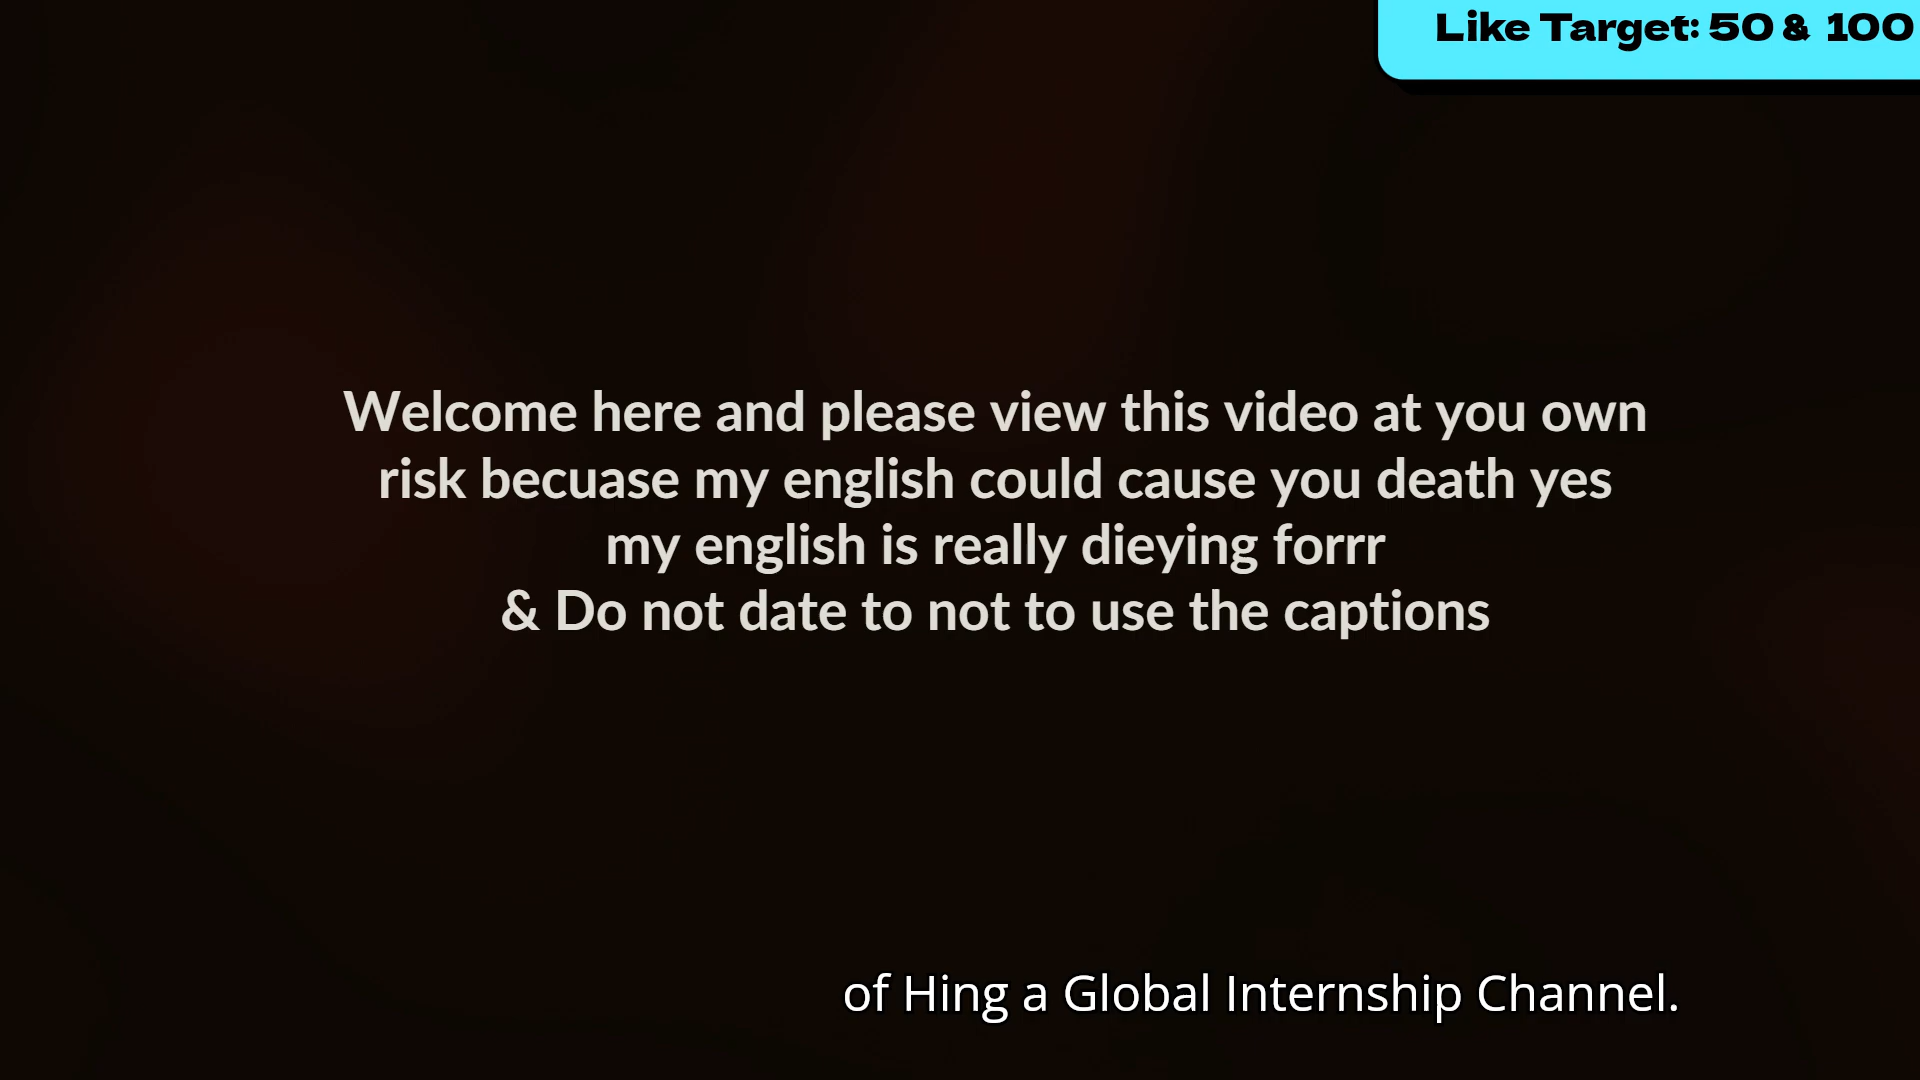 Like Target: 50 & 100
Welcome here and please view this video at you own
risk becuase my english could cause you death yes
my english is really dieying forrr
& Do not date to not to use the captions
of Hing a Global Internship Channel.